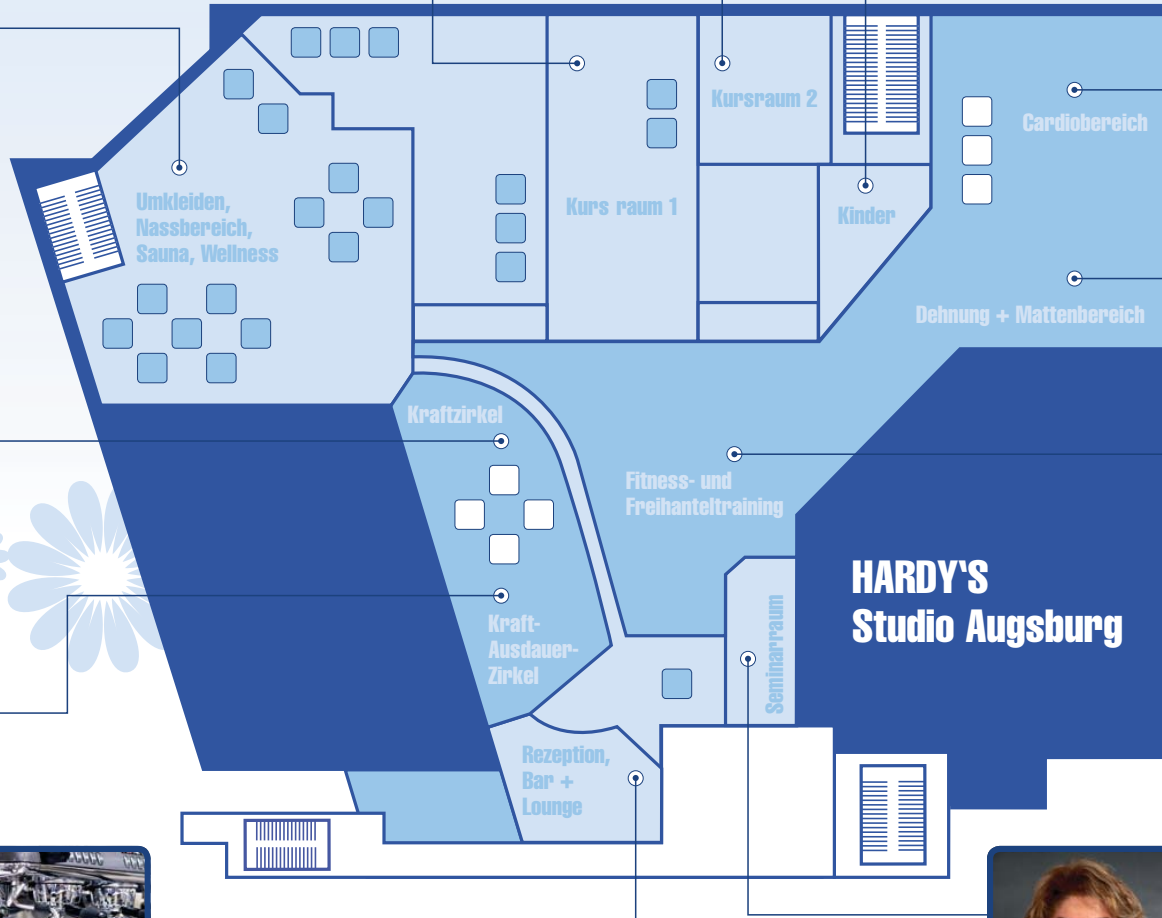 Kursraum 2
Cardiobereich
Umkleiden,
Nassbereich,
Sauna, Wellness
Kurs raum 1
Kinder
Dehnung + Mattenbereich
Kraftzirkel
Fitness- und
Freihanteltraining
HARDY'S
Studio Augsburg
Kraft-
Ausdauer-
Zirkel
Seminarraum
Rezeption,
Bar +
Lounge